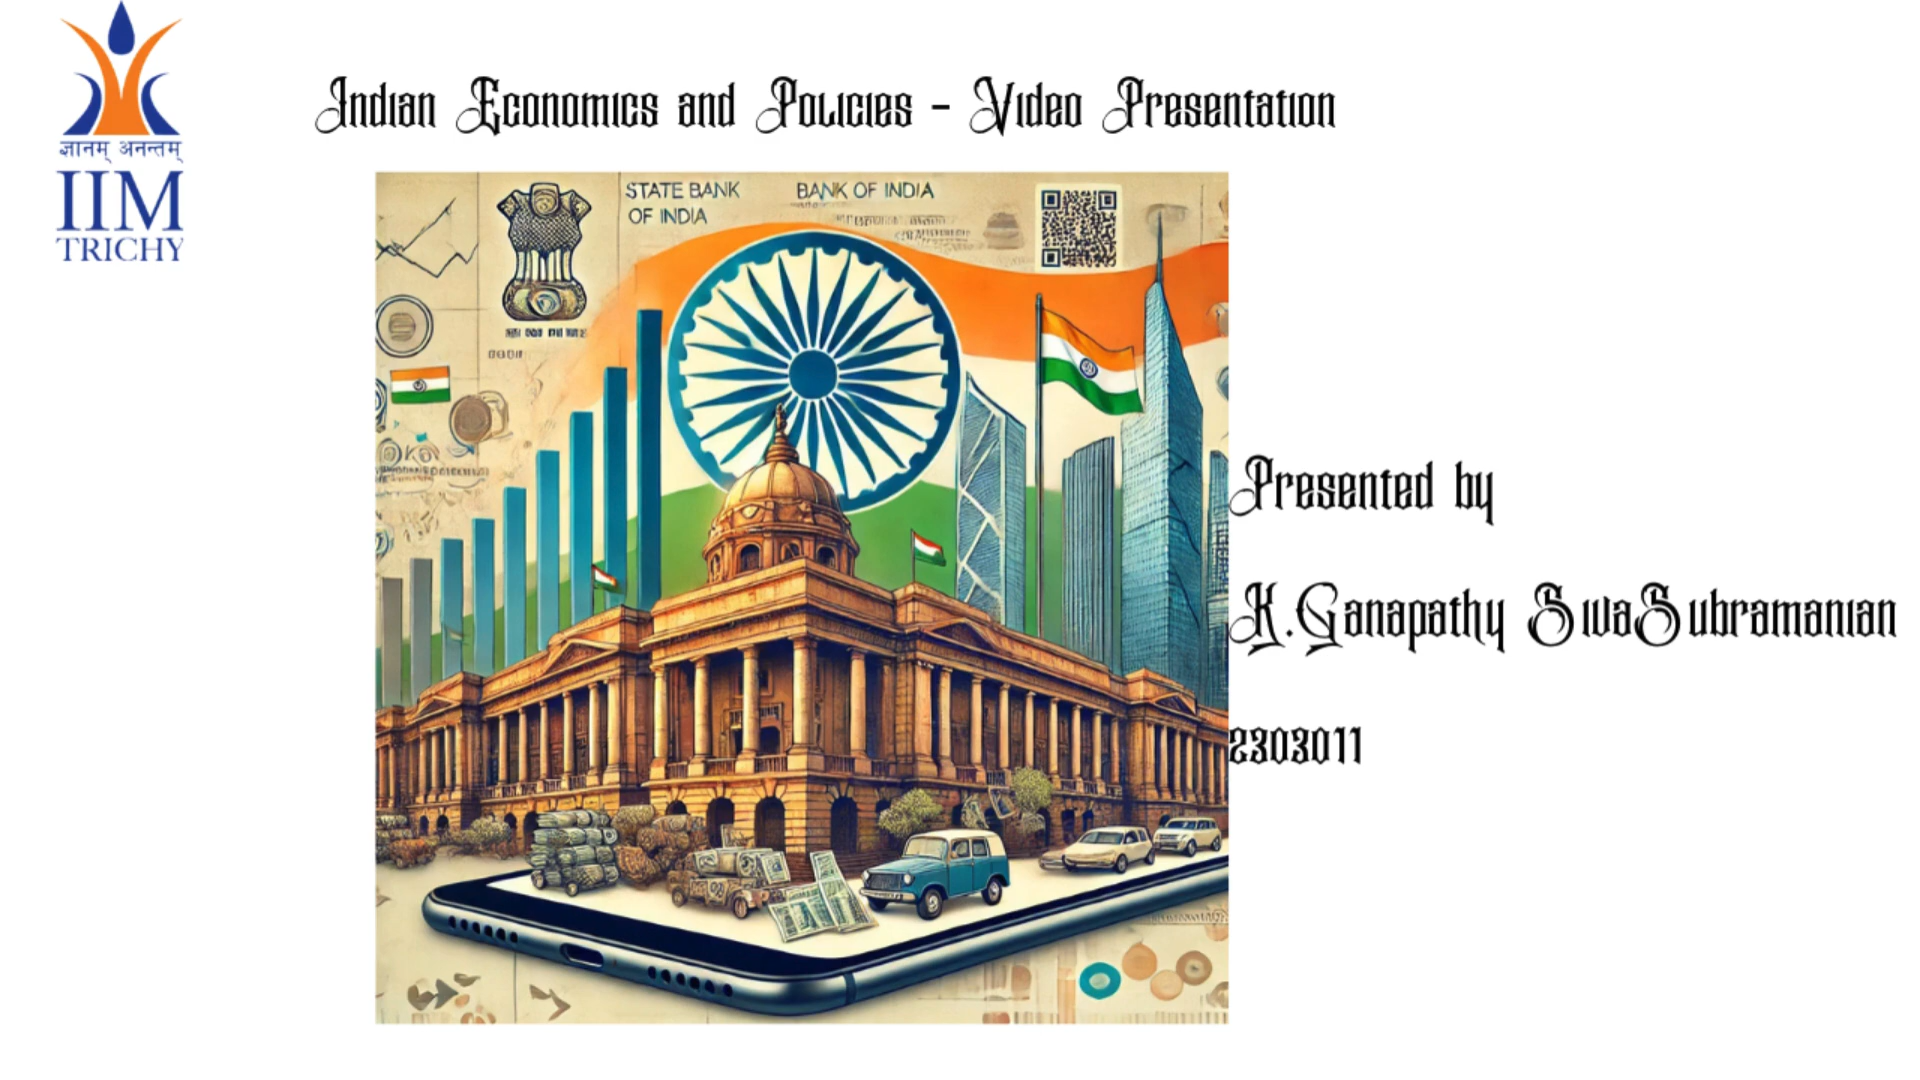 ज्ञानम् अनन्तम्
IIM
TRICHY
Indian Economics and Policies - Video Presentation
STATE BANK
OF INDIA
BANK OF INDIA
Presented by
K.Ganapathy SivaSubramanian
2303011